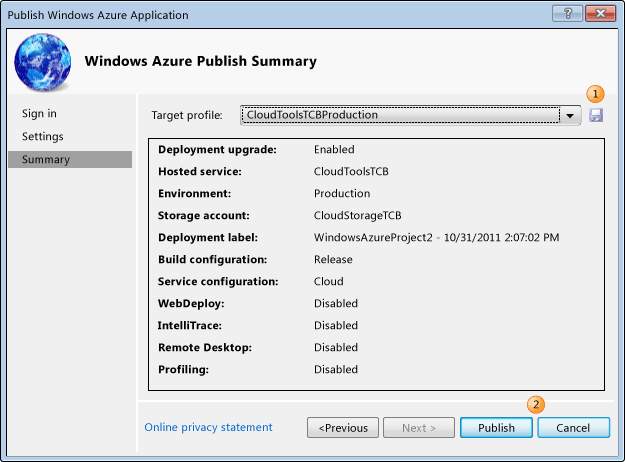 Publish Windows Azure Application
?
Windows Azure Publish Summary
1
Sign in
Settings
Summary
Target profile: CloudToolsTCBProduction
Deployment upgrade: Enabled
Hosted service: CloudToolsTCB
Environment: Production
Storage account: CloudStorageTCB
Deployment label: WindowsAzureProject2 - 10/31/2011 2:07:02 PM
Build configuration: Release
Service configuration: Cloud
WebDeploy: Disabled
IntelliTrace: Disabled
Remote Desktop: Disabled
Profiling: Disabled
2
Online privacy statement <Previous Next > Publish Cancel